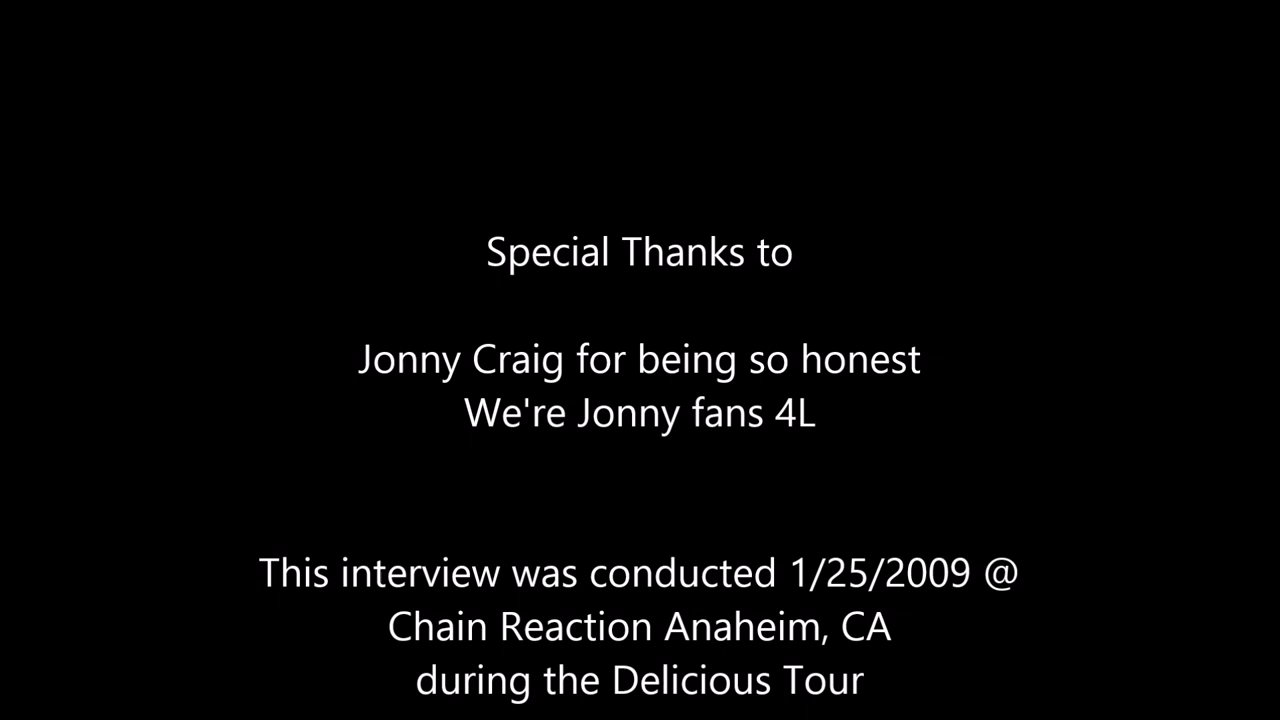 Special Thanks to
Jonny Craig for being so honest
We're Jonny fans 4L
This interview was conducted 1/25/2009 @
Chain Reaction Anaheim, CA
during the Delicious Tour